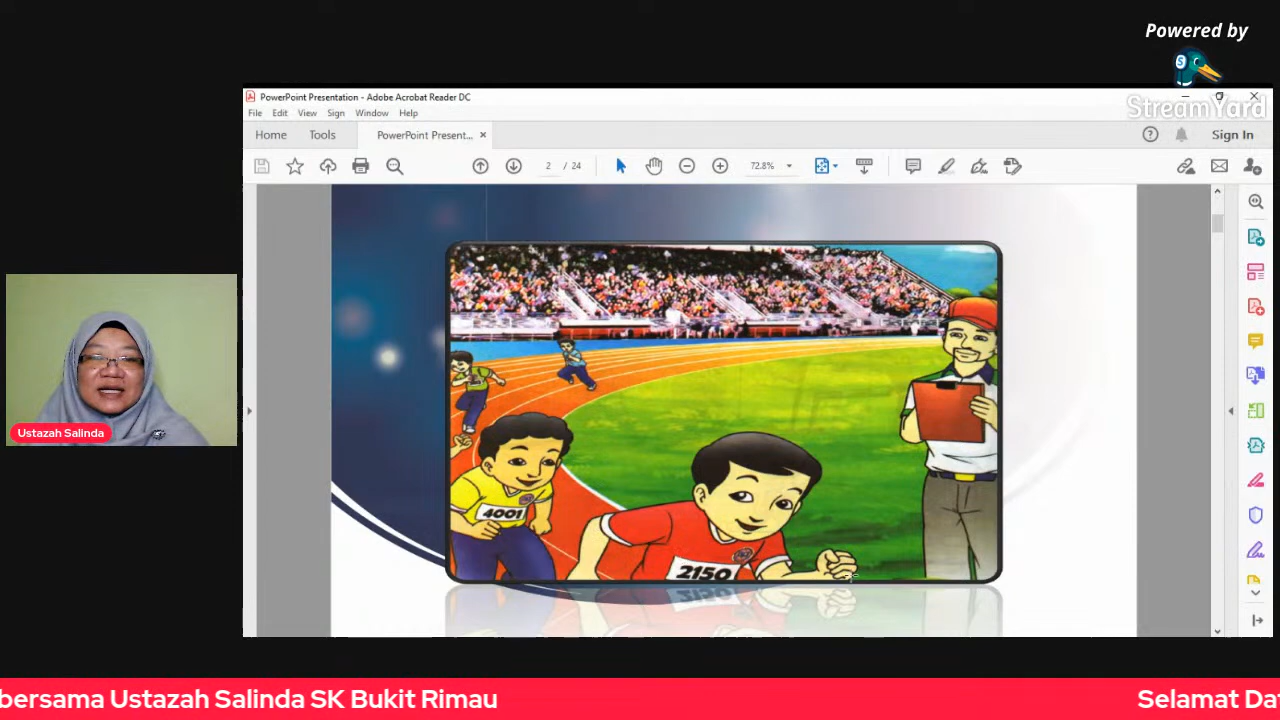 Powered by
StreamYard
PowerPoint Presentation - Adobe Acrobat Reader DC
File Edit View Sign Window Help
Home Tools PowerPoint Present... Sign In
2 / 24 72.8%
4001
2150
Ustazah Salinda
bersama Ustazah Salinda SK Bukit Rimau Selamat Dat